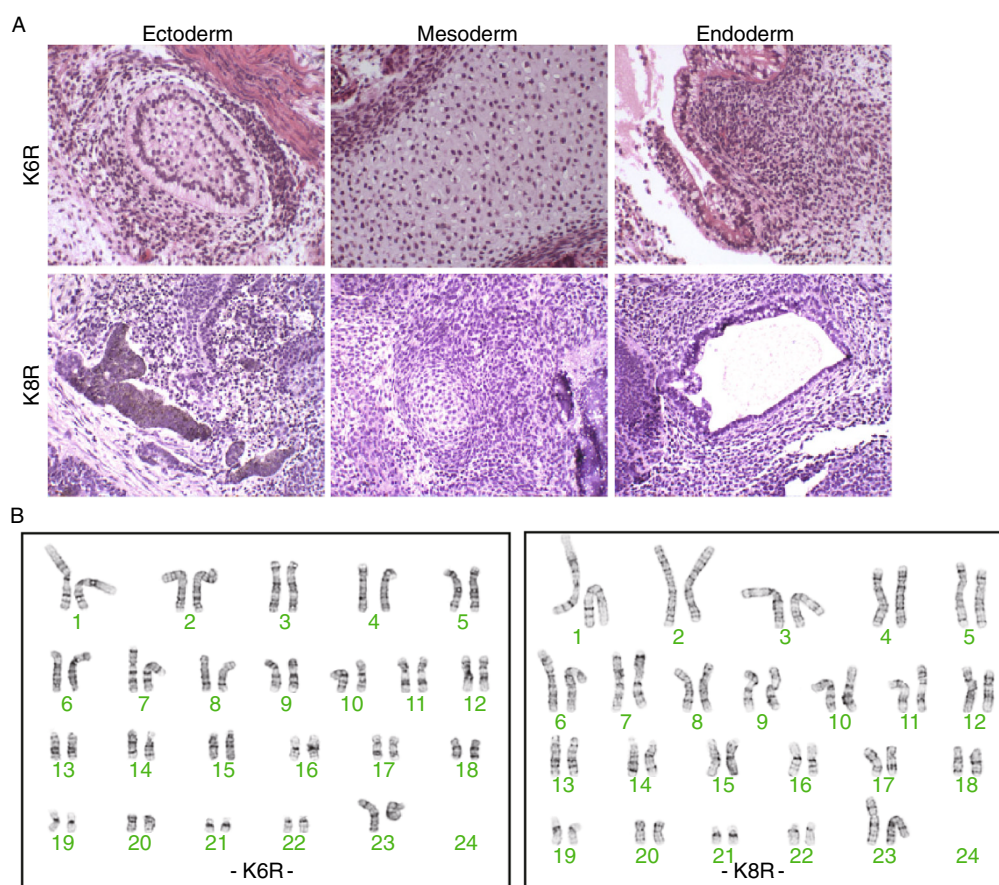 A
Ectoderm Mesoderm Endoderm
K6R
K8R
B
1 2 3 4 5
6 7 8 9 10 11 12
13 14 15 16 17 18
19 20 21 22 23 24
- K6R -
1 2 3 4 5
6 7 8 9 10 11 12
13 14 15 16 17 18
19 20 21 22 23 24
- K8R -